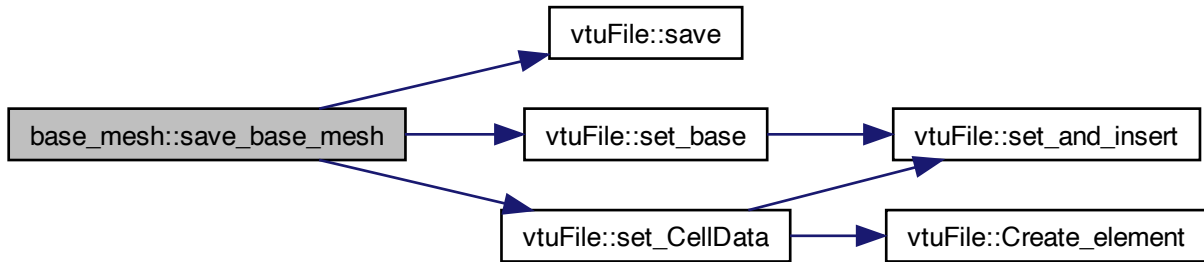 vtuFile::save
base_mesh::save_base_mesh
vtuFile::set_base
vtuFile::set_and_insert
vtuFile::set_CellData
vtuFile::Create_element